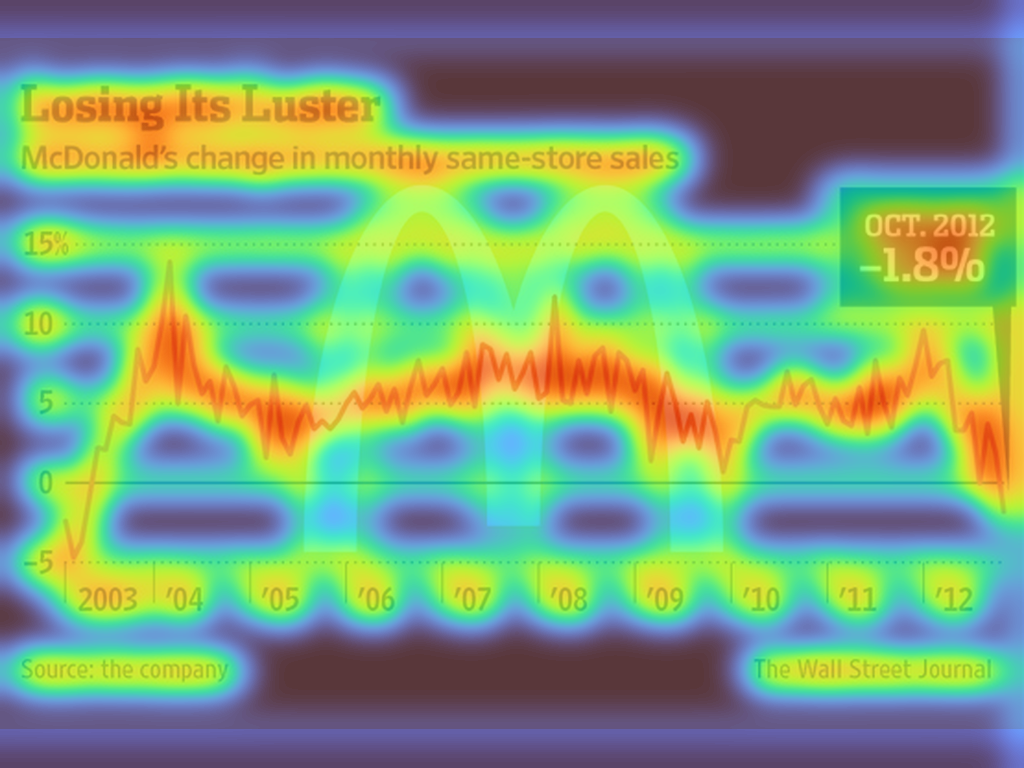 Losing Its Luster
McDonald's change in monthly same-store sales
OCT. 2012
–1.8%
15%
10
5
0
–5
2003 '04 '05 '06 '07 '08 '09 '10 '11 '12
Source: the company
The Wall Street Journal